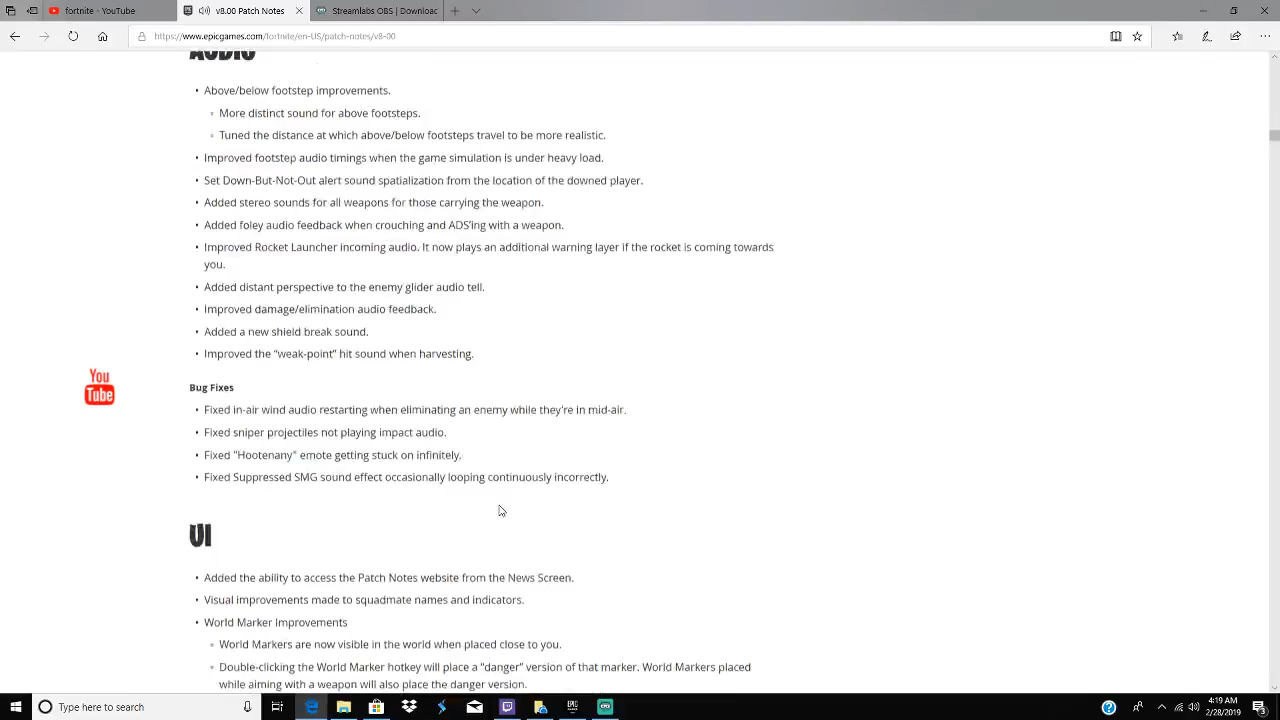 fortnite - YouTube
v8.00
Streamlabs OBS | Downloac
https://www.epicgames.com/fortnite/en-US/patch-notes/v8-00
AUDIO
• Above/below footstep improvements.
◦ More distinct sound for above footsteps.
◦ Tuned the distance at which above/below footsteps travel to be more realistic.
• Improved footstep audio timings when the game simulation is under heavy load.
• Set Down-But-Not-Out alert sound spatialization from the location of the downed player.
• Added stereo sounds for all weapons for those carrying the weapon.
• Added foley audio feedback when crouching and ADS’ing with a weapon.
• Improved Rocket Launcher incoming audio. It now plays an additional warning layer if the rocket is coming towards
you.
• Added distant perspective to the enemy glider audio tell.
• Improved damage/elimination audio feedback.
• Added a new shield break sound.
• Improved the “weak-point” hit sound when harvesting.
You
Tube
Bug Fixes
• Fixed in-air wind audio restarting when eliminating an enemy while they’re in mid-air.
• Fixed sniper projectiles not playing impact audio.
• Fixed "Hootenany" emote getting stuck on infinitely.
• Fixed Suppressed SMG sound effect occasionally looping continuously incorrectly.
UI
• Added the ability to access the Patch Notes website from the News Screen.
• Visual improvements made to squadmate names and indicators.
• World Marker Improvements
◦ World Markers are now visible in the world when placed close to you.
◦ Double-clicking the World Marker hotkey will place a "danger" version of that marker. World Markers placed
while aiming with a weapon will also place the danger version.
Type here to search
4:19 AM
2/28/2019